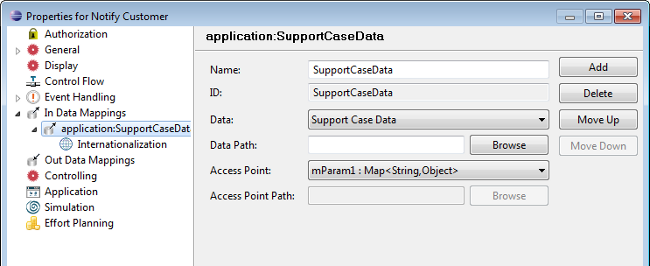 Properties for Notify Customer
Authorization
General
Display
Control Flow
Event Handling
In Data Mappings
application:SupportCaseDat
Internationalization
Out Data Mappings
Controlling
Application
Simulation
Effort Planning
application:SupportCaseData
Name: SupportCaseData Add
ID: SupportCaseData Delete
Data: Support Case Data Move Up
Data Path: Browse Move Down
Access Point: mParam1 : Map<String,Object>
Access Point Path: Browse